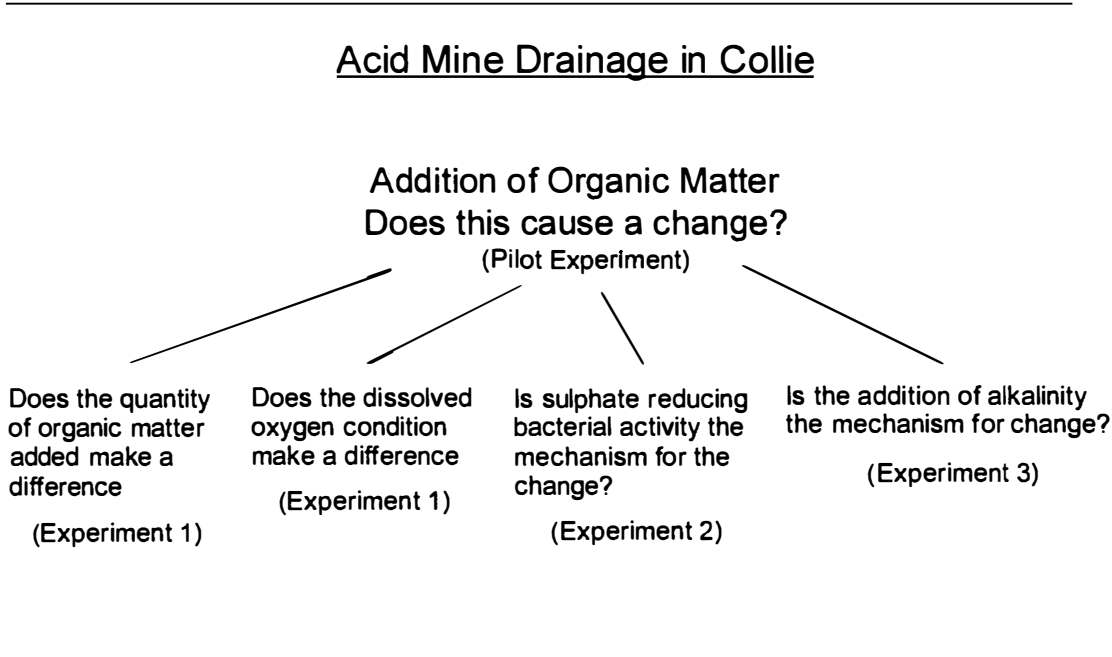 Acid Mine Drainage in Collie
Addition of Organic Matter
Does this cause a change?
(Pilot Experiment)
Does the quantity
of organic matter
added make a
difference
(Experiment 1)
Does the dissolved
oxygen condition
make a difference
(Experiment 1)
Is sulphate reducing
bacterial activity the
mechanism for the
change?
(Experiment 2)
Is the addition of alkalinity
the mechanism for change?
(Experiment 3)